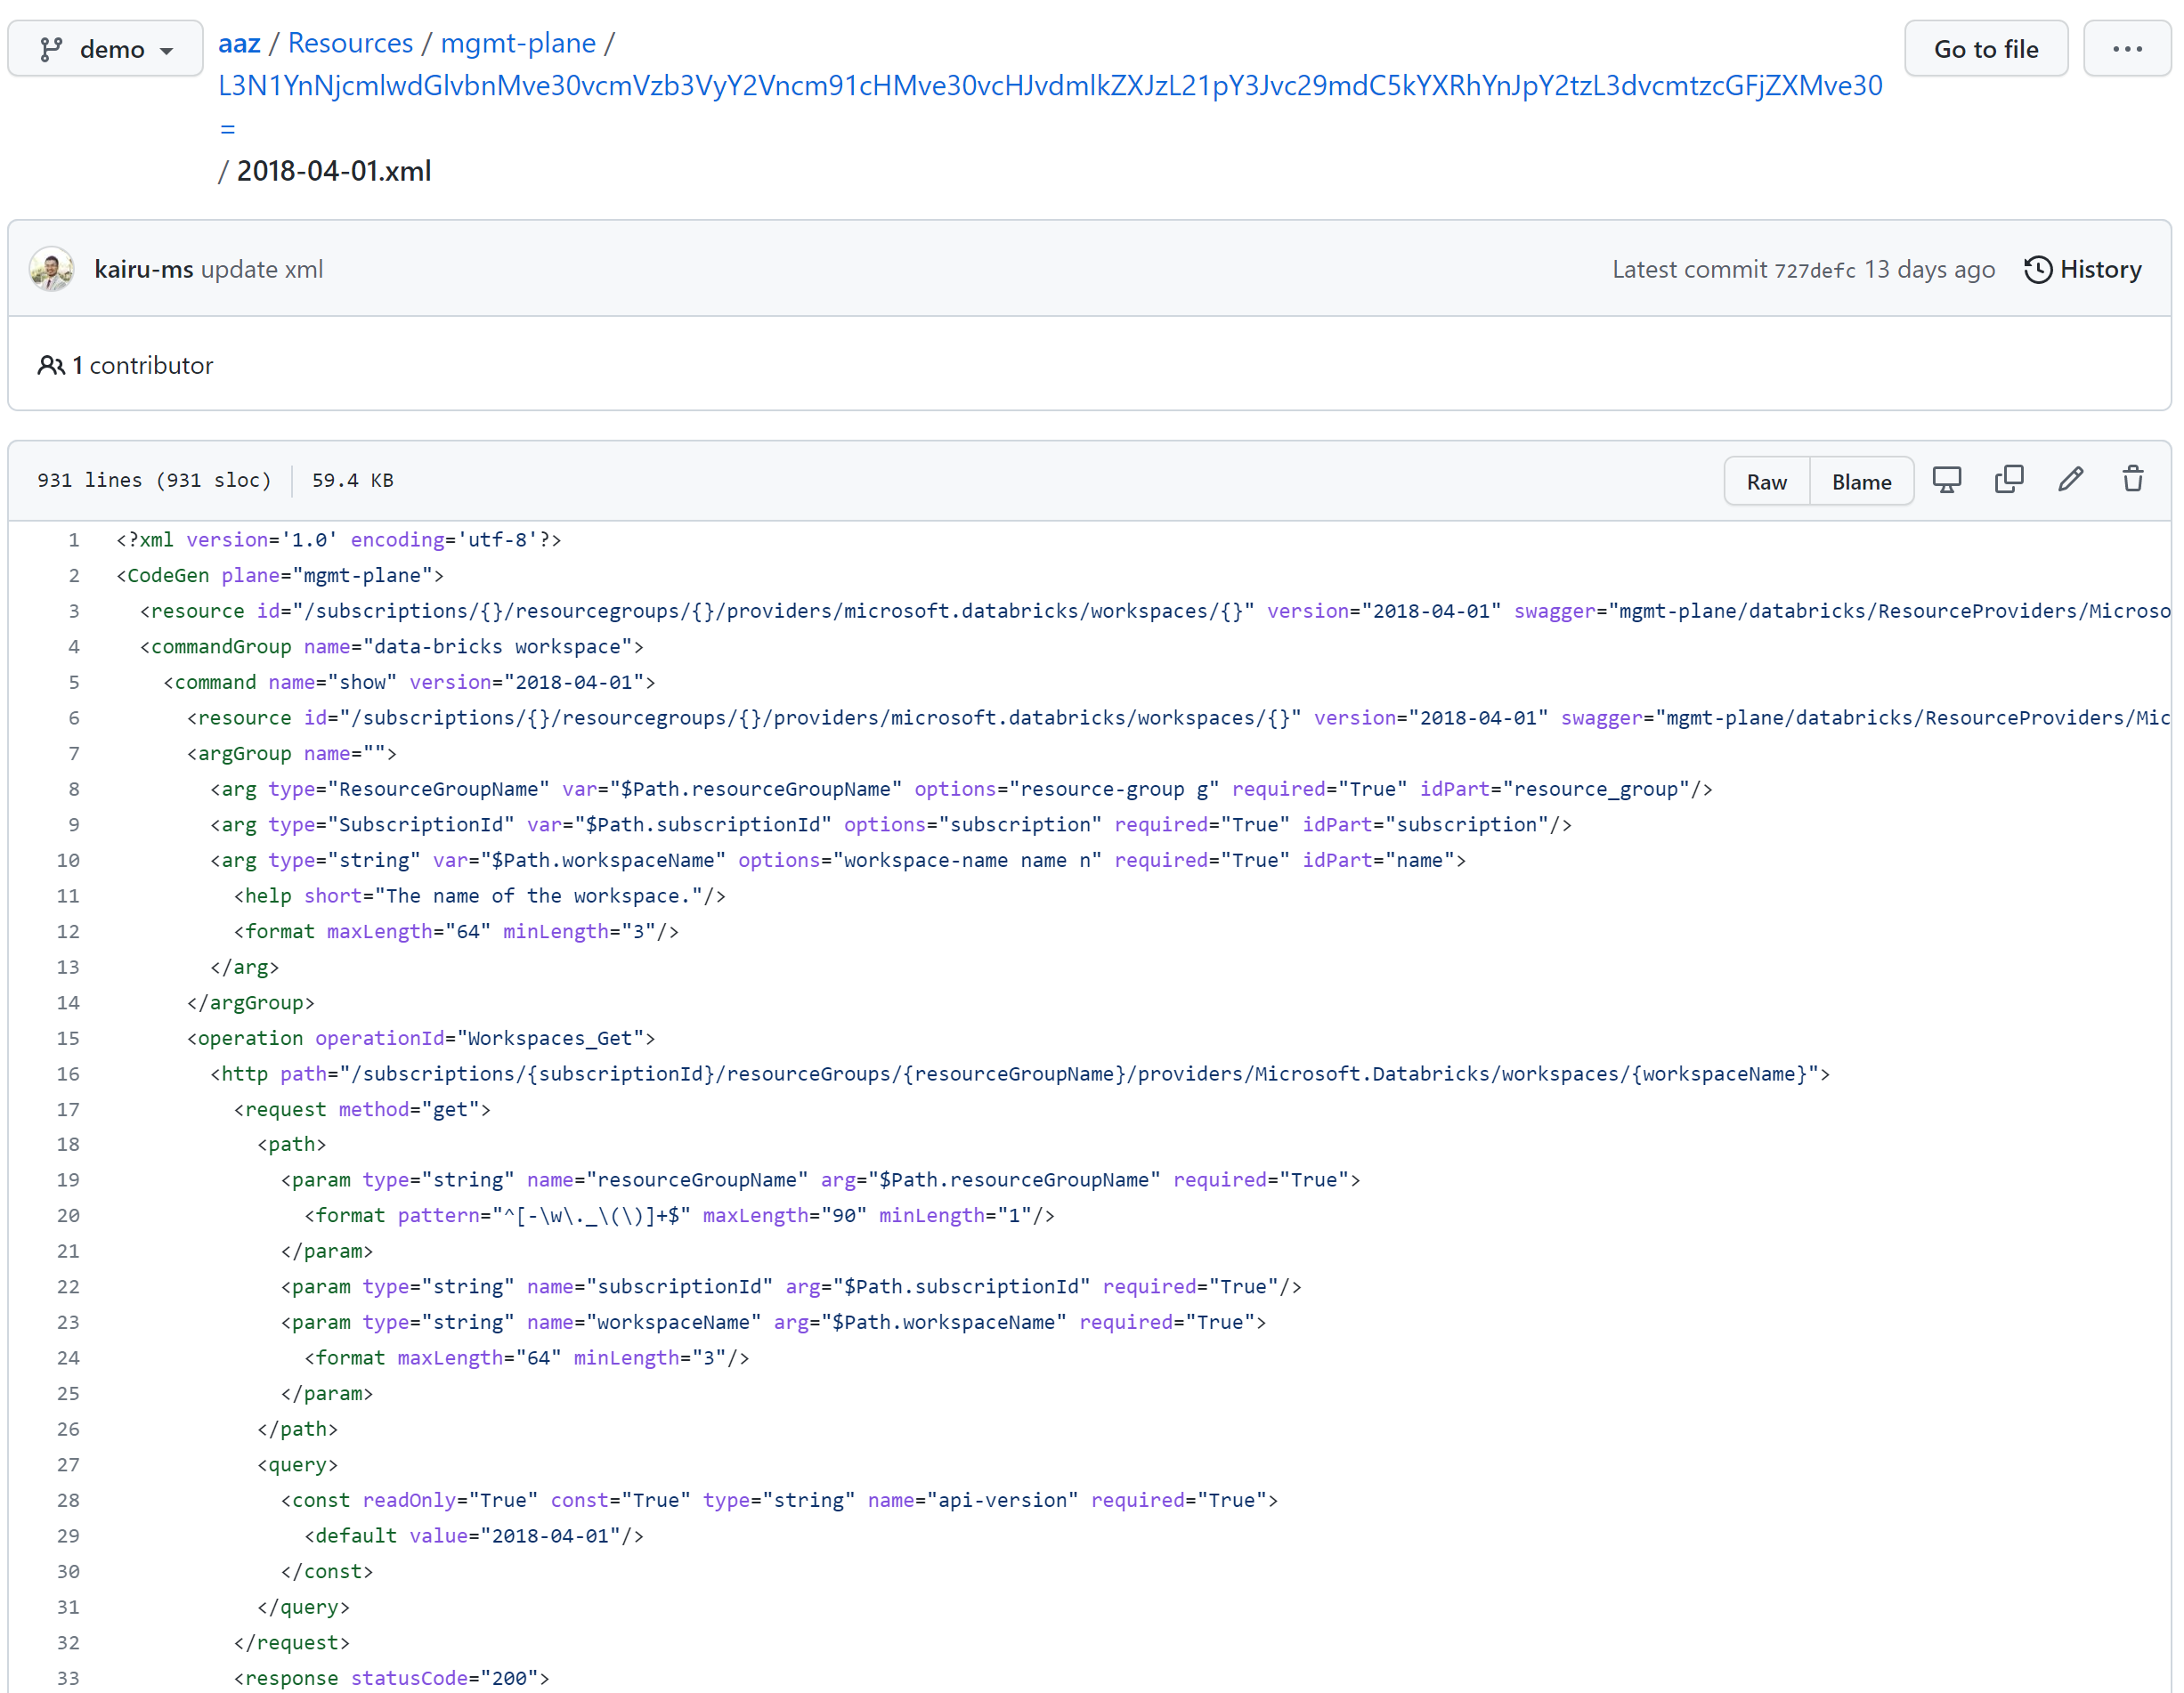 demo
aaz / Resources / mgmt-plane /
L3N1YnNjcmlwdGlvbnMve30vcmVzb3VyY2Vncm91cHMve30vcHJvdmlkZXJzL21pY3Jvc29mdC5kYXRhYnJpY2tzL3dvcmtzcGFjZXMve30
=
/ 2018-04-01.xml
Go to file
kairu-ms update xml
Latest commit 727defc 13 days ago
History
1 contributor
931 lines (931 sloc) 59.4 KB
Raw
Blame
1 <?xml version='1.0' encoding='utf-8'?>
2 <CodeGen plane="mgmt-plane">
3 <resource id="/subscriptions/{}/resourcegroups/{}/providers/microsoft.databricks/workspaces/{}" version="2018-04-01" swagger="mgmt-plane/databricks/ResourceProviders/Microso
4 <commandGroup name="data-bricks workspace">
5 <command name="show" version="2018-04-01">
6 <resource id="/subscriptions/{}/resourcegroups/{}/providers/microsoft.databricks/workspaces/{}" version="2018-04-01" swagger="mgmt-plane/databricks/ResourceProviders/Mic
7 <argGroup name="">
8 <arg type="ResourceGroupName" var="$Path.resourceGroupName" options="resource-group g" required="True" idPart="resource_group"/>
9 <arg type="SubscriptionId" var="$Path.subscriptionId" options="subscription" required="True" idPart="subscription"/>
10 <arg type="string" var="$Path.workspaceName" options="workspace-name name n" required="True" idPart="name">
11 <help short="The name of the workspace."/>
12 <format maxLength="64" minLength="3"/>
13 </arg>
14 </argGroup>
15 <operation operationId="Workspaces_Get">
16 <http path="/subscriptions/{subscriptionId}/resourceGroups/{resourceGroupName}/providers/Microsoft.Databricks/workspaces/{workspaceName}">
17 <request method="get">
18 <path>
19 <param type="string" name="resourceGroupName" arg="$Path.resourceGroupName" required="True">
20 <format pattern="^[-\w\._\(\)]+$" maxLength="90" minLength="1"/>
21 </param>
22 <param type="string" name="subscriptionId" arg="$Path.subscriptionId" required="True"/>
23 <param type="string" name="workspaceName" arg="$Path.workspaceName" required="True">
24 <format maxLength="64" minLength="3"/>
25 </param>
26 </path>
27 <query>
28 <const readOnly="True" const="True" type="string" name="api-version" required="True">
29 <default value="2018-04-01"/>
30 </const>
31 </query>
32 </request>
33 <response statusCode="200">